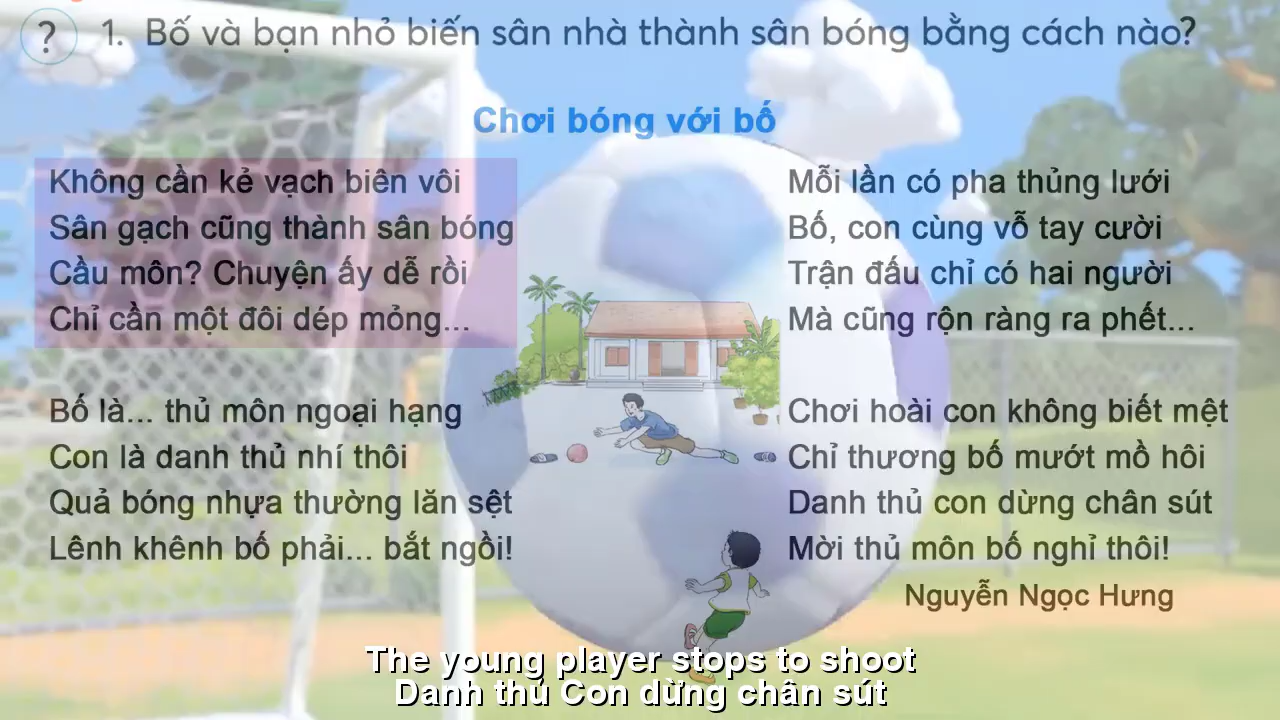 ? 1. Bố và bạn nhỏ biến sân nhà thành sân bóng bằng cách nào?
Chơi bóng với bố
Không cần kẻ vạch biên vôi
Sân gạch cũng thành sân bóng
Cầu môn? Chuyện ấy dễ rồi
Chỉ cần một đôi dép mỏng...
Bố là... thủ môn ngoại hạng
Con là danh thủ nhí thôi
Quả bóng nhựa thường lăn sệt
Lênh khênh bố phải... bắt ngồi!
Mỗi lần có pha thủng lưới
Bố, con cùng vỗ tay cười
Trận đấu chỉ có hai người
Mà cũng rộn ràng ra phết...
Chơi hoài con không biết mệt
Chỉ thương bố mướt mồ hôi
Danh thủ con dừng chân sút
Mời thủ môn bố nghỉ thôi!
Nguyễn Ngọc Hưng
The young player stops to shoot
Danh thủ Con dừng chân sút